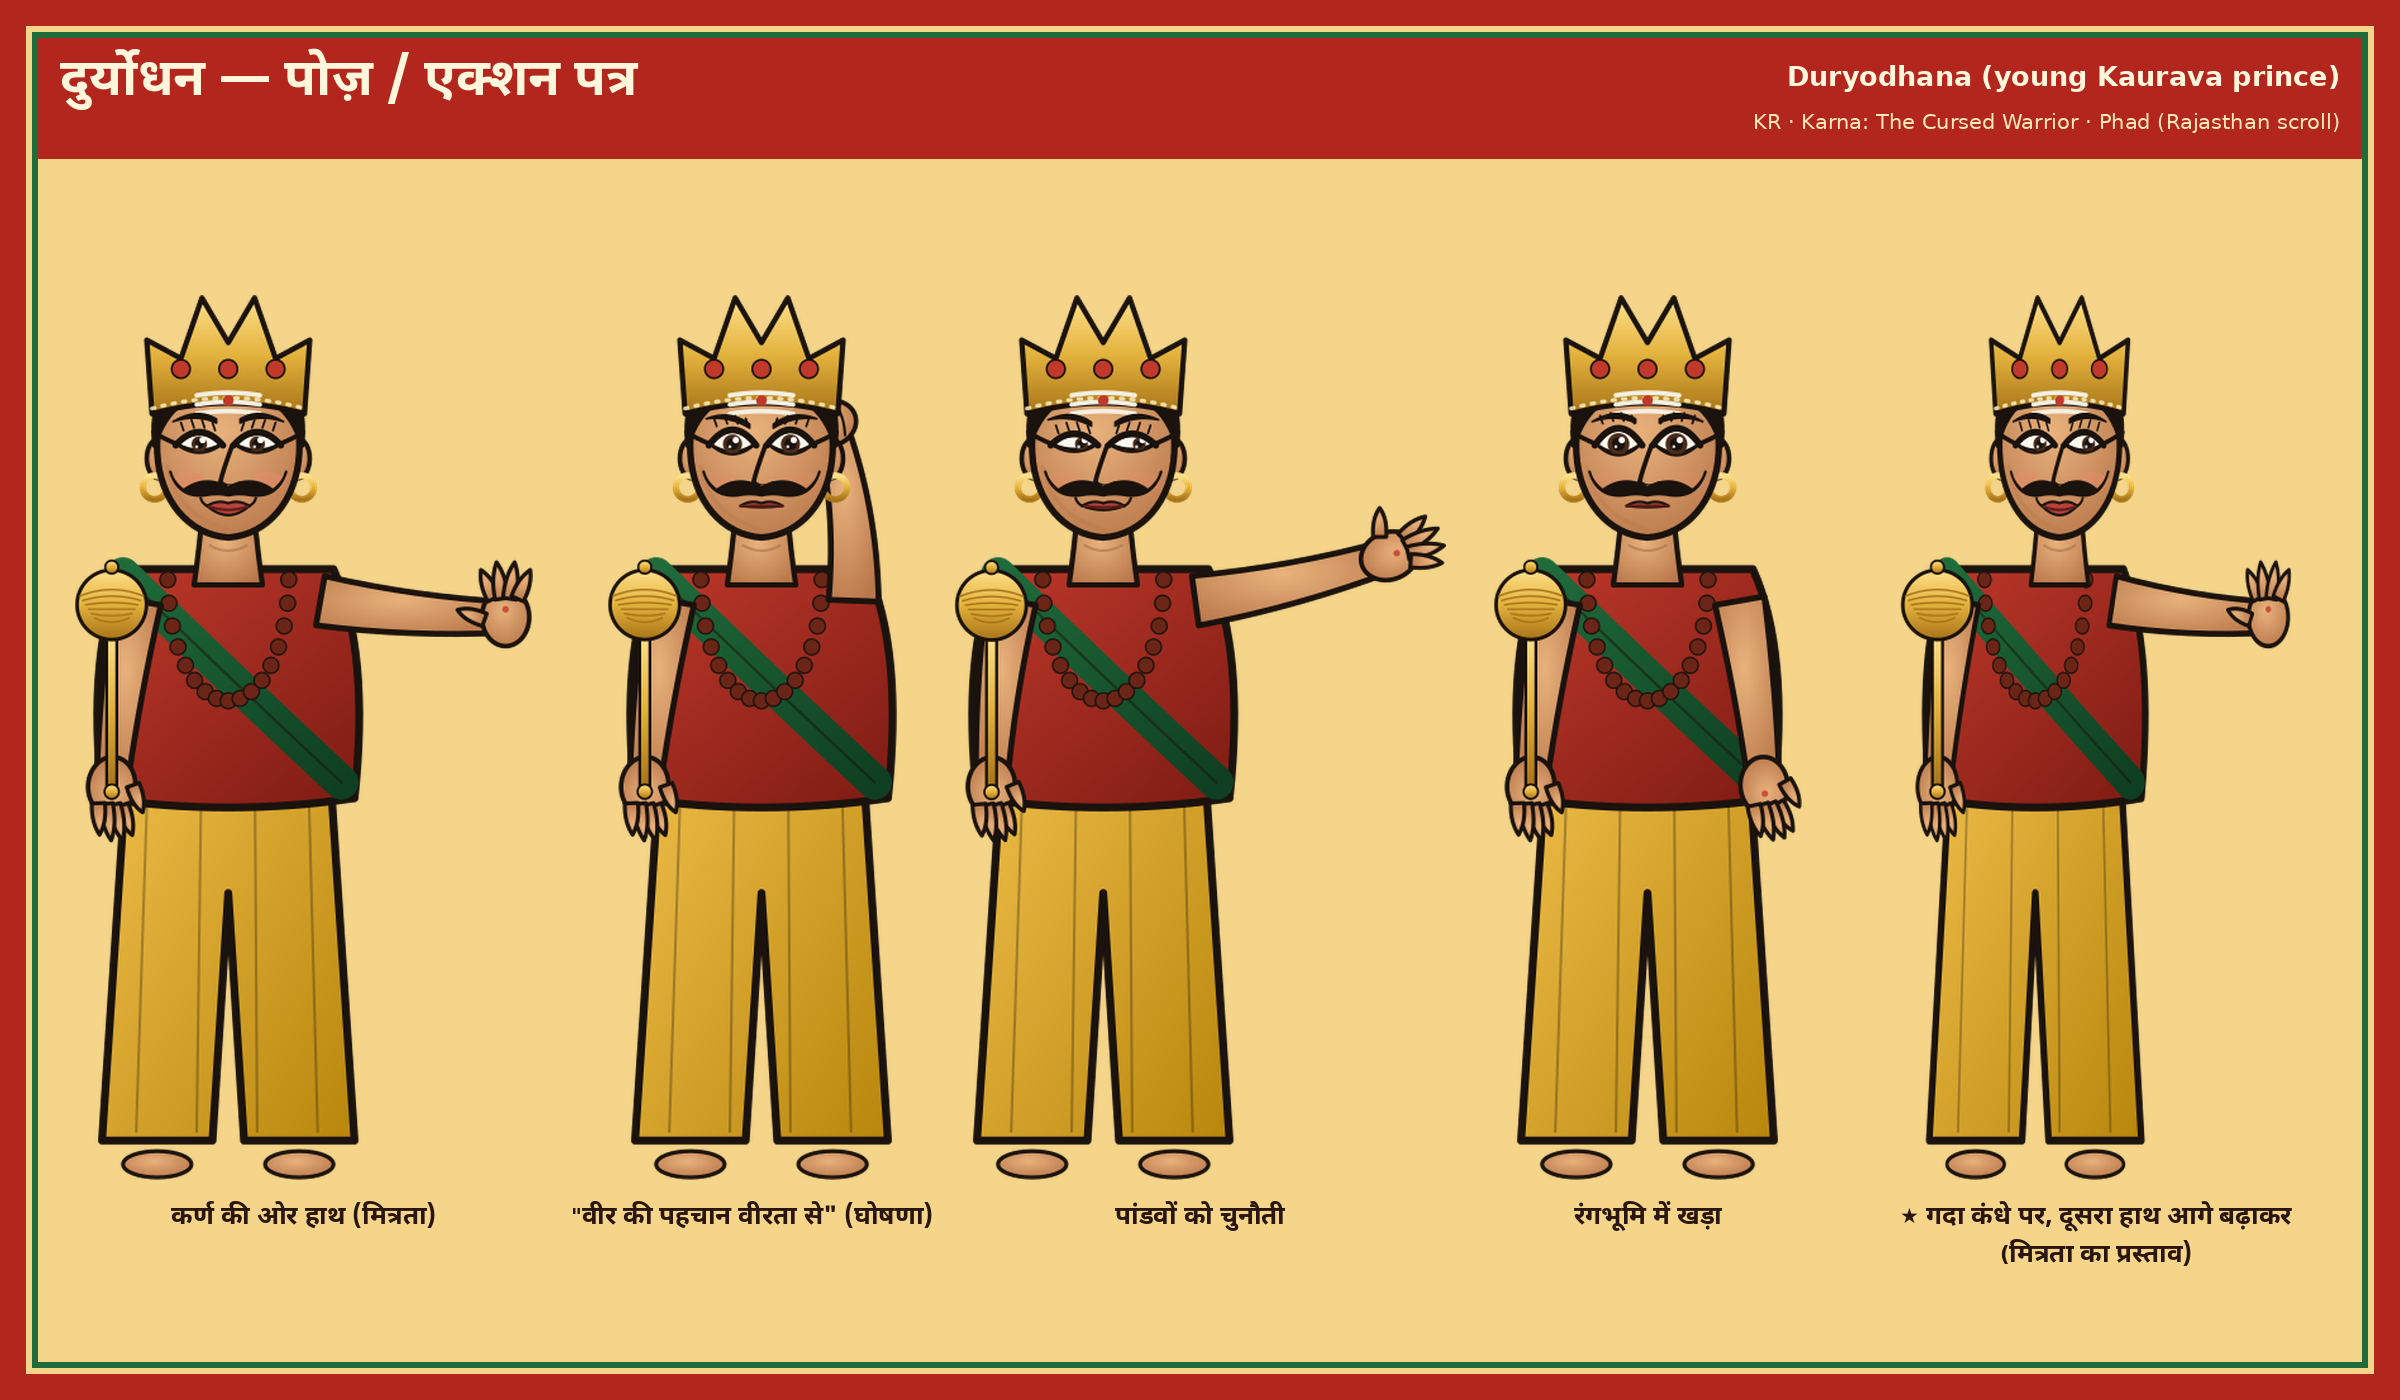 दुर्योधन — पोज़ / एक्शन पत्र
Duryodhana (young Kaurava prince)
KR · Karna: The Cursed Warrior · Phad (Rajasthan scroll)
कर्ण की ओर हाथ (मित्रता)
"वीर की पहचान वीरता से" (घोषणा)
पांडवों को चुनौती
रंगभूमि में खड़ा
★ गदा कंधे पर, दूसरा हाथ आगे बढ़ाकर
(मित्रता का प्रस्ताव)